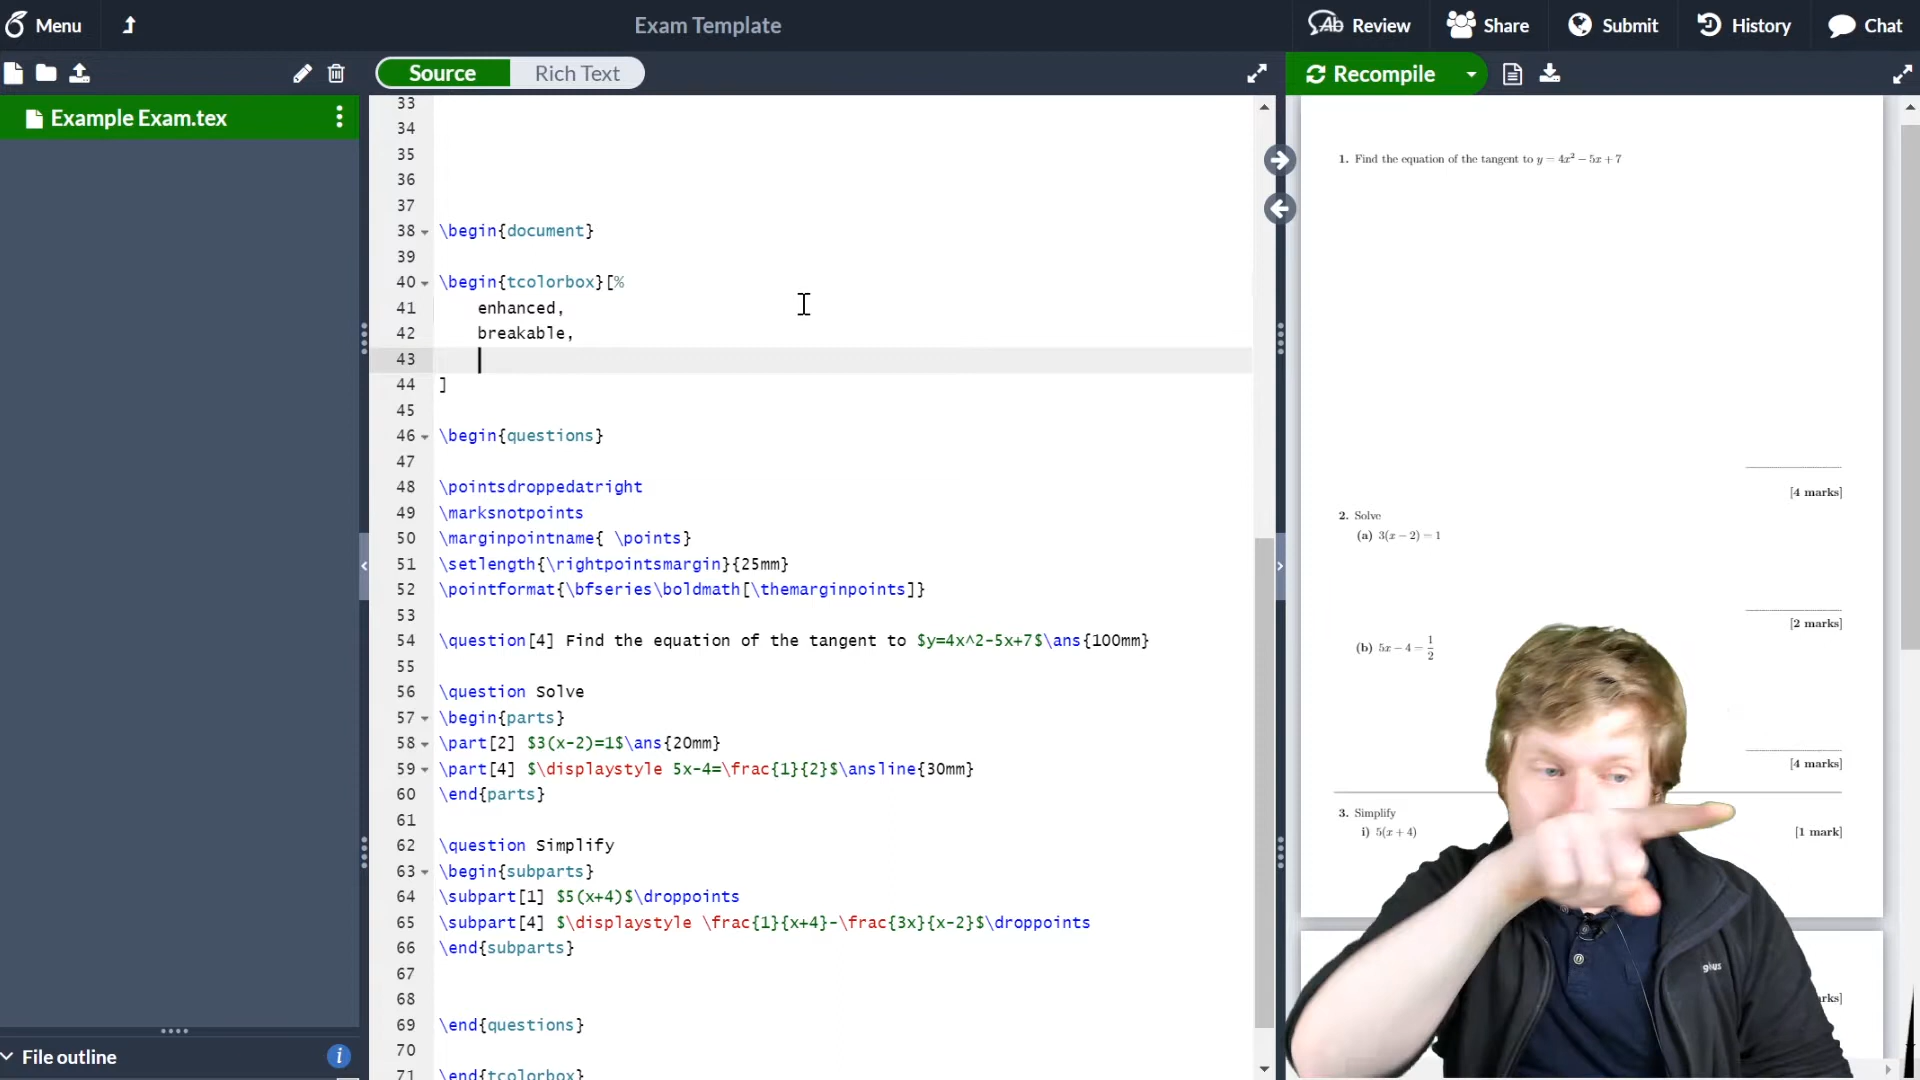 Menu
Exam Template
Review
Share
Submit
History
Chat
Source
Rich Text
Recompile
Example Exam.tex
33
34
35
36
37
38 \begin{document}
39
40 \begin{tcolorbox}[%
41 enhanced,
42 breakable,
43
44 ]
45
46 \begin{questions}
47
48 \pointsdroppedatright
49 \marksnotpoints
50 \marginpointname{ \points}
51 \setlength{\rightpointsmargin}{25mm}
52 \pointformat{\bfseries\boldmath[\themarginpoints]}
53
54 \question[4] Find the equation of the tangent to $y=4x^2-5x+7$\ans{100mm}
55
56 \question Solve
57 \begin{parts}
58 \part[2] $3(x-2)=1$\ans{20mm}
59 \part[4] $\displaystyle 5x-4=\frac{1}{2}$\ansline{30mm}
60 \end{parts}
61
62 \question Simplify
63 \begin{subparts}
64 \subpart[1] $5(x+4)$\droppoints
65 \subpart[4] $\displaystyle \frac{1}{x+4}-\frac{3x}{x-2}$\droppoints
66 \end{subparts}
67
68
69 \end{questions}
70
71 \end{tcolorbox}
File outline
1. Find the equation of the tangent to y = 4x² − 5x + 7
[4 marks]
2. Solve
(a) 3(x − 2) = 1
[2 marks]
(b) 5x − 4 = 1/2
[4 marks]
3. Simplify
i) 5(x + 4) [1 mark]
rks]